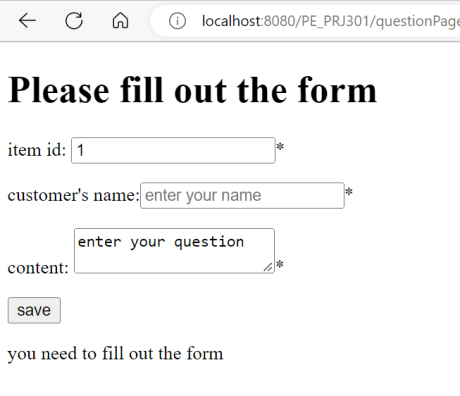 localhost:8080/PE_PRJ301/questionPage
Please fill out the form
item id: 1*
customer's name: enter your name*
content: enter your question*
save
you need to fill out the form